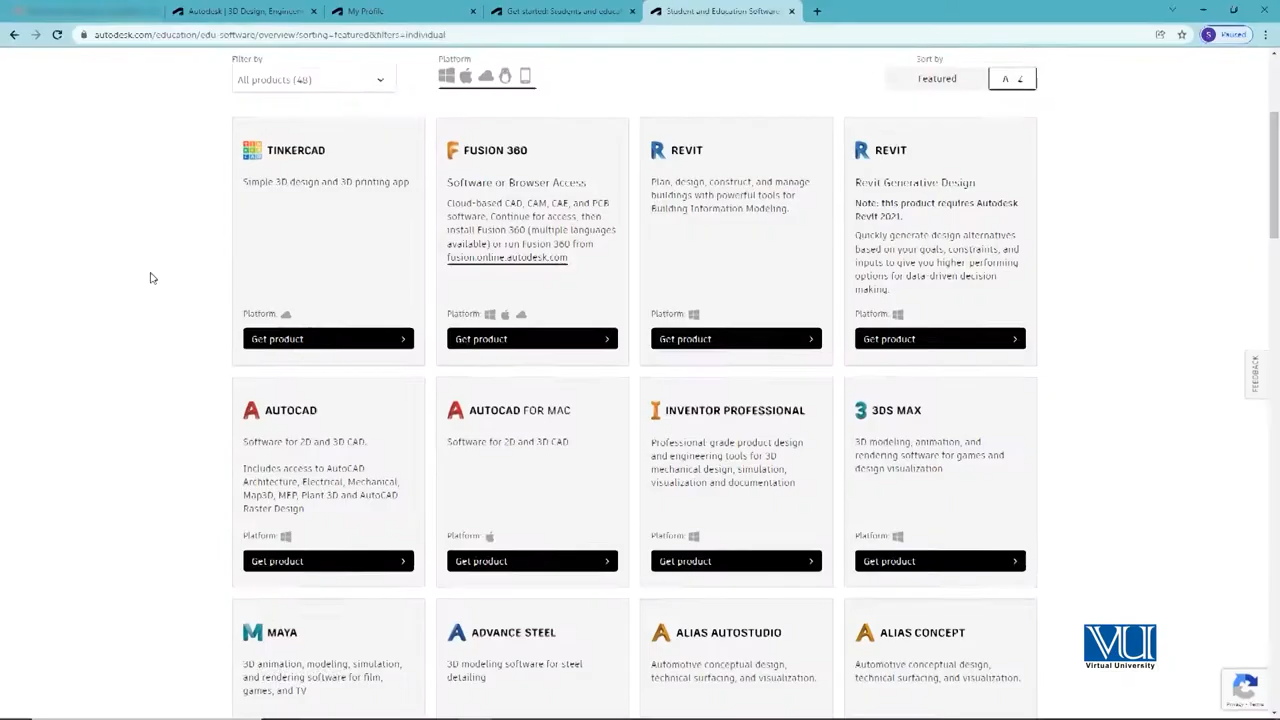 Autodesk | 3D Design, Engineeri
My Profile
Get started: Students and educat
Student and Education Software
autodesk.com/education/edu-software/overview?sorting=featured&filters=individual
Paused
Filter by
Platform
Sort by
All products (48)
Featured
A Z
TINKERCAD
Simple 3D design and 3D printing app
Platform:
Get product
FUSION 360
Software or Browser Access
Cloud-based CAD, CAM, CAE, and PCB
software. Continue for access, then
install Fusion 360 (multiple languages
available) or run Fusion 360 from
fusion.online.autodesk.com
Platform:
Get product
REVIT
Plan, design, construct, and manage
buildings with powerful tools for
Building Information Modeling.
Platform:
Get product
REVIT
Revit Generative Design
Note: this product requires Autodesk
Revit 2021.
Quickly generate design alternatives
based on your goals, constraints, and
inputs to give you higher-performing
options for data-driven decision
making.
Platform:
Get product
FEEDBACK
AUTOCAD
Software for 2D and 3D CAD.
Includes access to AutoCAD
Architecture, Electrical, Mechanical,
Map3D, MEP, Plant 3D and AutoCAD
Raster Design
Platform:
Get product
AUTOCAD FOR MAC
Software for 2D and 3D CAD
Platform:
Get product
INVENTOR PROFESSIONAL
Professional-grade product design
and engineering tools for 3D
mechanical design, simulation,
visualization and documentation
Platform:
Get product
3DS MAX
3D modeling, animation, and
rendering software for games and
design visualization
Platform:
Get product
MAYA
3D animation, modeling, simulation,
and rendering software for film,
games, and TV
ADVANCE STEEL
3D modeling software for steel
detailing
ALIAS AUTOSTUDIO
Automotive conceptual design,
technical surfacing, and visualization.
ALIAS CONCEPT
Automotive conceptual design,
technical surfacing, and visualization.
VU
Virtual University
Privacy - Terms